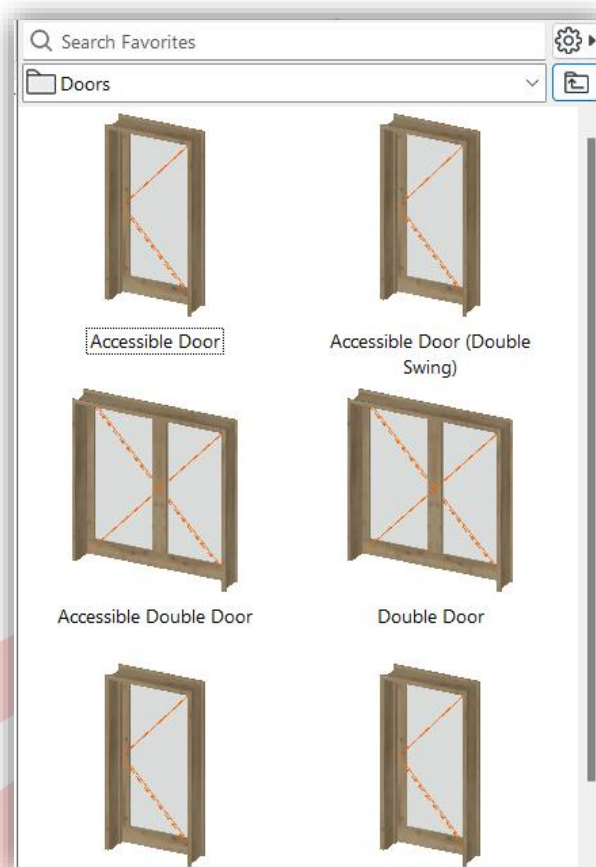 Search Favorites
Doors
Accessible Door
Accessible Door (Double
Swing)
Accessible Double Door
Double Door